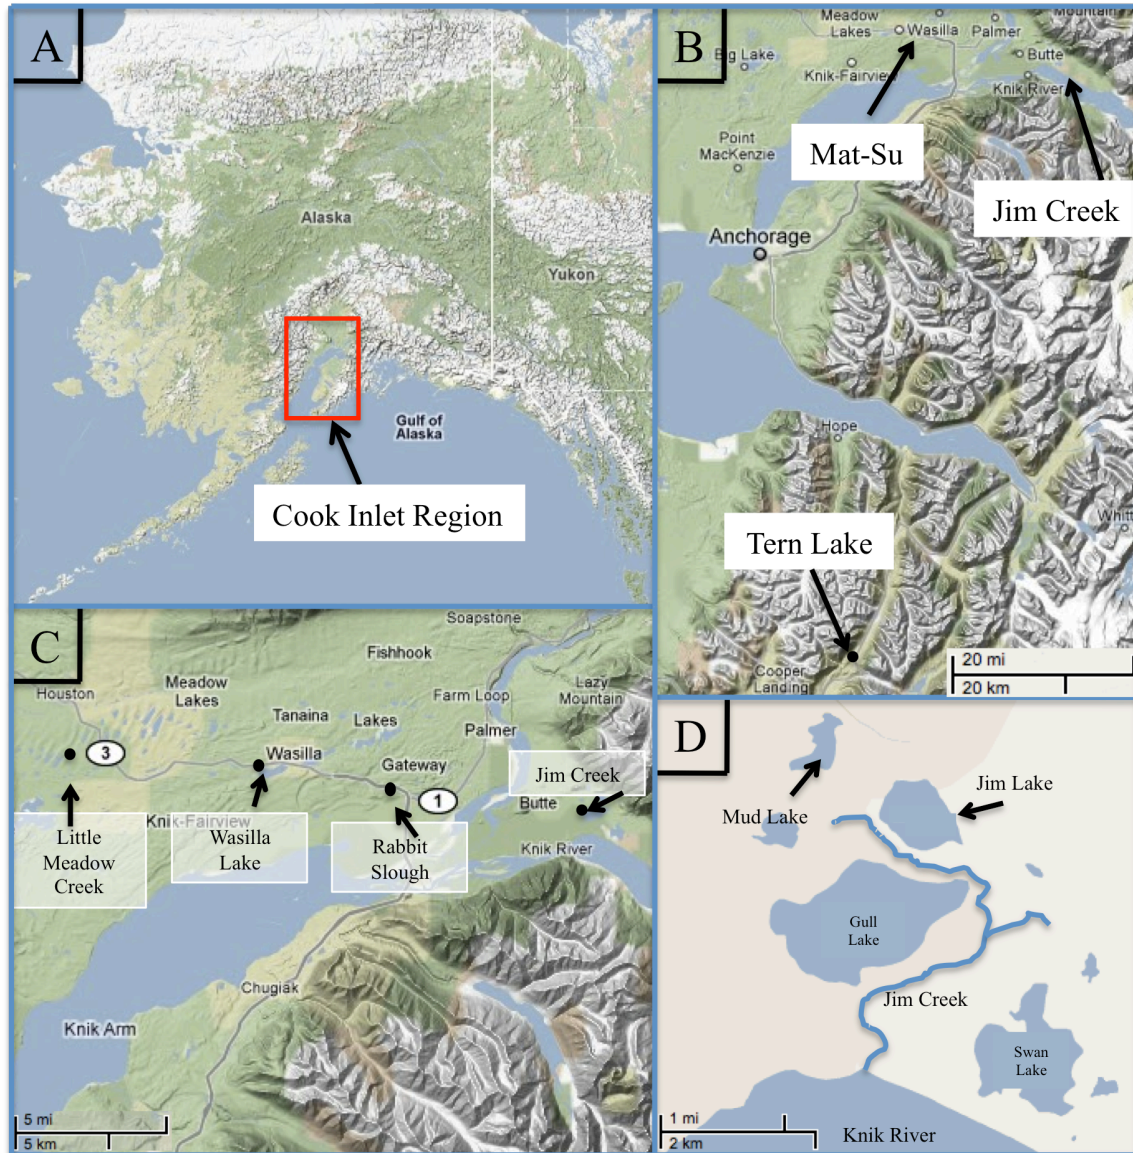 A
Alaska
Yukon
Gulf of
Alaska
Cook Inlet Region
B
Meadow
Lakes
Wasilla
Palmer
Mountain
Big Lake
Butte
Knik-Fairview
Knik River
Point
MacKenzie
Mat-Su
Jim Creek
Anchorage
Hope
Whitt
Tern Lake
Cooper
Landing
20 mi
20 km
C
Soapstone
Fishhook
Houston
Meadow
Lakes
Farm Loop
Lazy
Mountain
Tanaina
Lakes
Palmer
3
Wasilla
Gateway
1
Jim Creek
Butte
Knik-Fairview
Little
Meadow
Creek
Wasilla
Lake
Rabbit
Slough
Knik River
Chugiak
Knik Arm
5 mi
5 km
D
Mud Lake
Jim Lake
Gull
Lake
Jim Creek
Swan
Lake
1 mi
2 km
Knik River